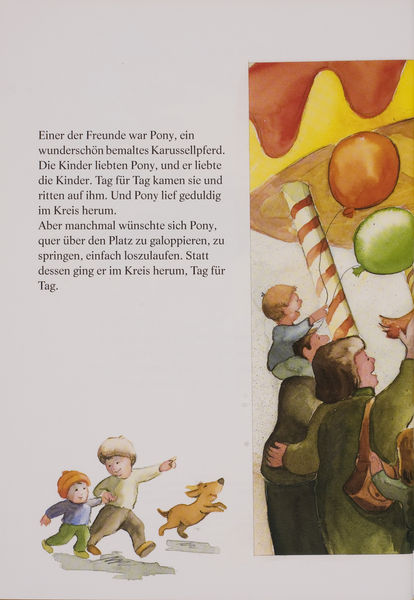 Einer der Freunde war Pony, ein
wunderschön bemaltes Karussellpferd.
Die Kinder liebten Pony, und er liebte
die Kinder. Tag für Tag kamen sie und
ritten auf ihm. Und Pony lief geduldig
im Kreis herum.
Aber manchmal wünschte sich Pony,
quer über den Platz zu galoppieren, zu
springen, einfach loszulaufen. Statt
dessen ging er im Kreis herum, Tag für
Tag.